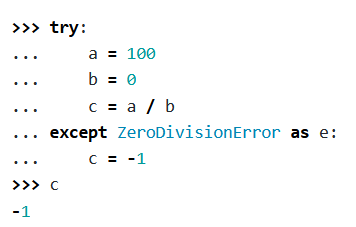 >>> try:
...     a = 100
...     b = 0
...     c = a / b
... except ZeroDivisionError as e:
...     c = -1
>>> c
-1